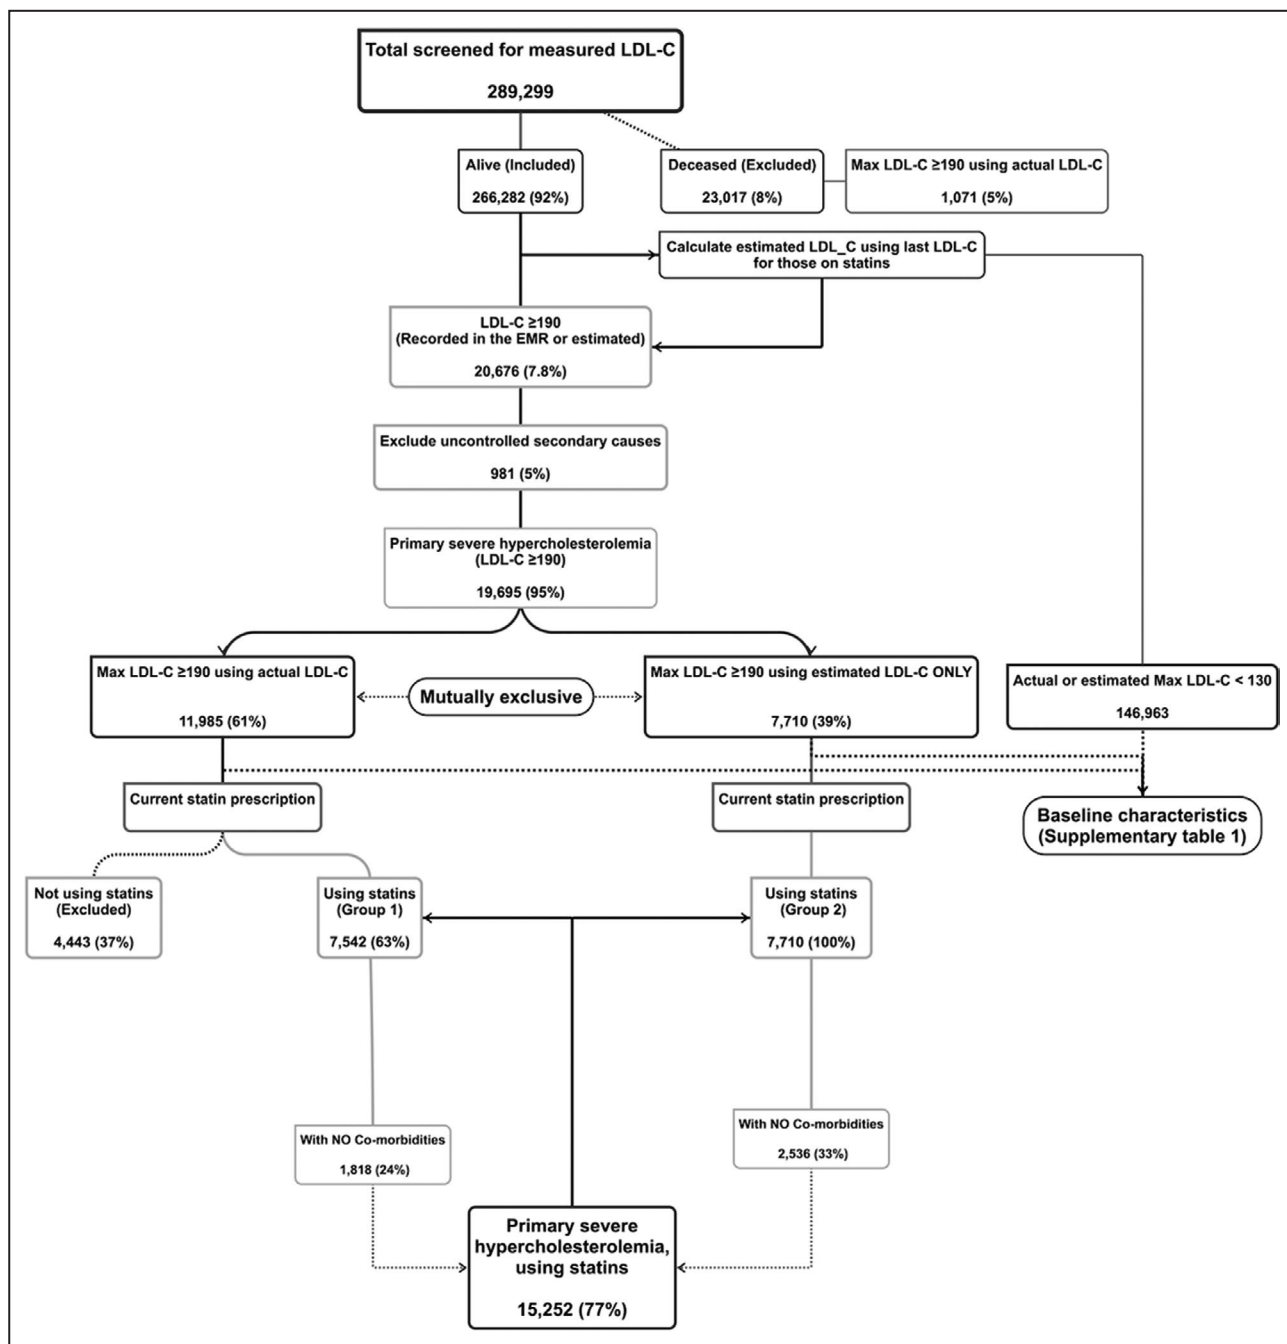 Total screened for measured LDL-C
289,299
Alive (Included)
266,282 (92%)
Deceased (Excluded)
23,017 (8%)
Max LDL-C ≥190 using actual LDL-C
1,071 (5%)
Calculate estimated LDL_C using last LDL-C
for those on statins
LDL-C ≥190
(Recorded in the EMR or estimated)
20,676 (7.8%)
Exclude uncontrolled secondary causes
981 (5%)
Primary severe hypercholesterolemia
(LDL-C ≥190)
19,695 (95%)
Max LDL-C ≥190 using actual LDL-C
11,985 (61%)
Mutually exclusive
Max LDL-C ≥190 using estimated LDL-C ONLY
7,710 (39%)
Actual or estimated Max LDL-C < 130
146,963
Current statin prescription
Current statin prescription
Baseline characteristics
(Supplementary table 1)
Not using statins
(Excluded)
4,443 (37%)
Using statins
(Group 1)
7,542 (63%)
Using statins
(Group 2)
7,710 (100%)
With NO Co-morbidities
1,818 (24%)
With NO Co-morbidities
2,536 (33%)
Primary severe
hypercholesterolemia,
using statins
15,252 (77%)